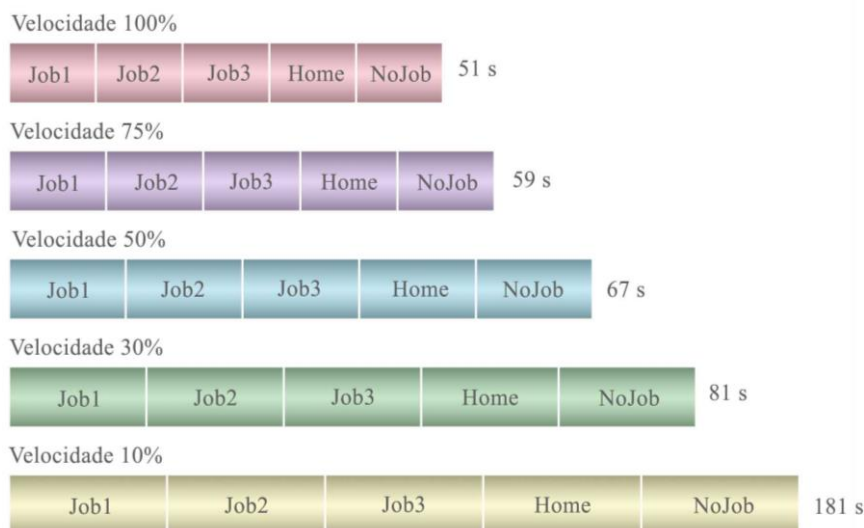 Velocidade 100%
Job1 Job2 Job3 Home NoJob 51 s
Velocidade 75%
Job1 Job2 Job3 Home NoJob 59 s
Velocidade 50%
Job1 Job2 Job3 Home NoJob 67 s
Velocidade 30%
Job1 Job2 Job3 Home NoJob 81 s
Velocidade 10%
Job1 Job2 Job3 Home NoJob 181 s